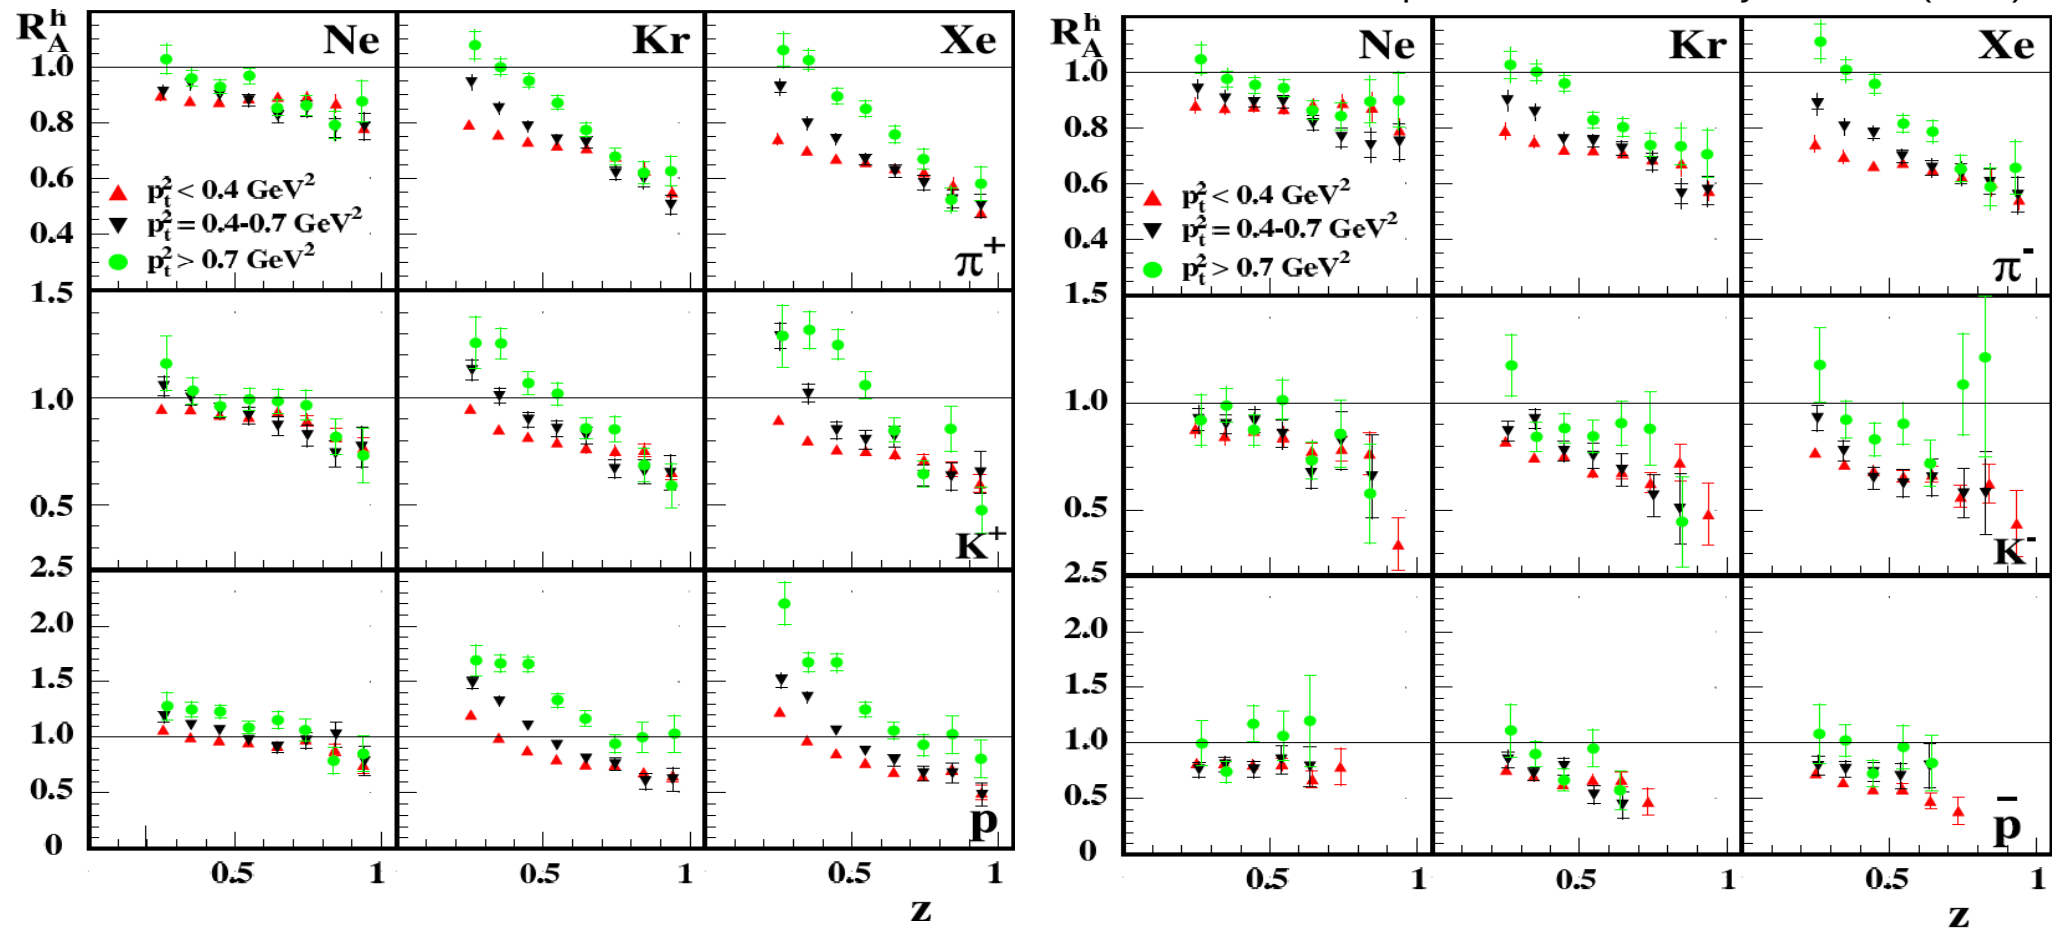 R_A^h Ne Kr Xe
1.0
0.8
0.6
0.4
p_t^2 < 0.4 GeV^2
p_t^2 = 0.4-0.7 GeV^2
p_t^2 > 0.7 GeV^2
π^+
1.5
1.0
0.5
K^+
2.5
2.0
1.5
1.0
0.5
0
p
0.5 1 0.5 1 0.5 1
z
R_A^h Ne Kr Xe
1.0
0.8
0.6
0.4
p_t^2 < 0.4 GeV^2
p_t^2 = 0.4-0.7 GeV^2
p_t^2 > 0.7 GeV^2
π^-
1.5
1.0
0.5
K^-
2.5
2.0
1.5
1.0
0.5
0
p̄
0.5 1 0.5 1 0.5 1
z